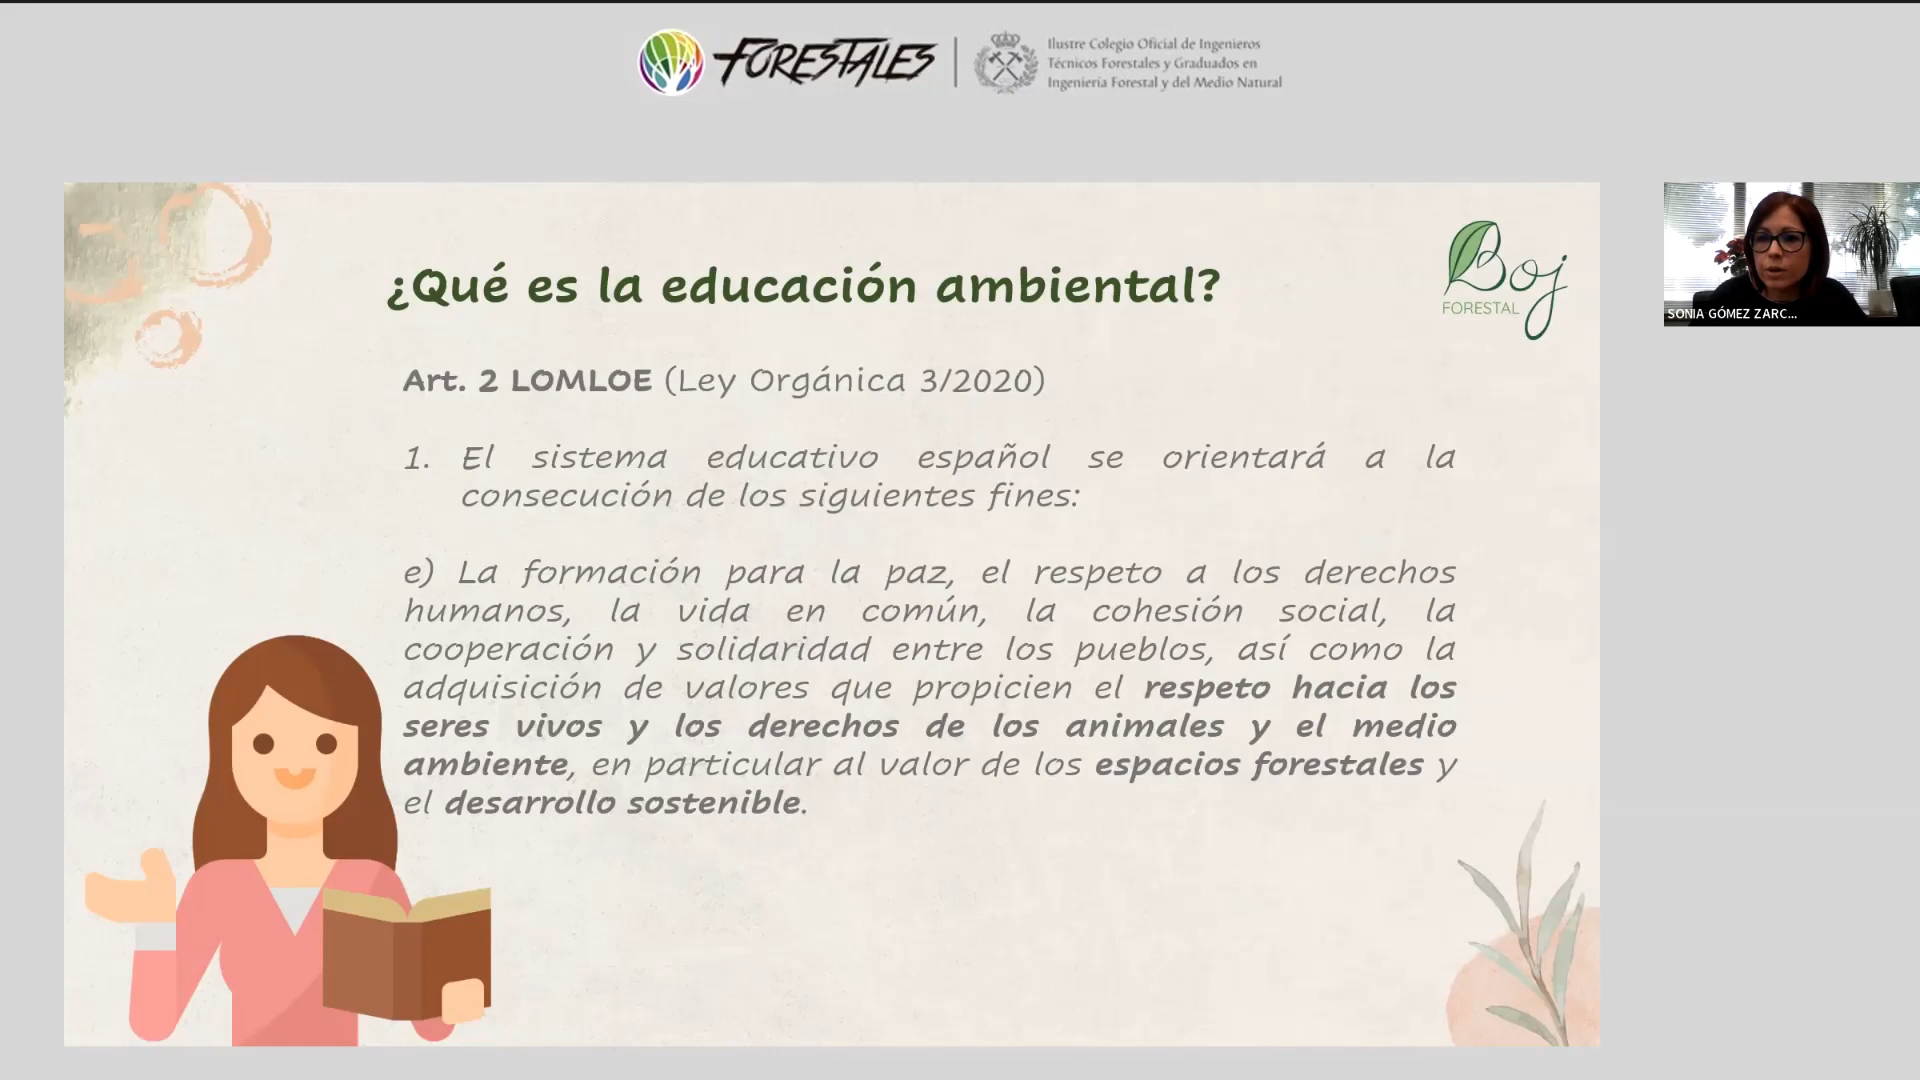 FORESTALES
Ilustre Colegio Oficial de Ingenieros
Técnicos Forestales y Graduados en
Ingeniería Forestal y del Medio Natural
Boj
FORESTAL
SONIA GÓMEZ ZARC...
¿Qué es la educación ambiental?
Art. 2 LOMLOE (Ley Orgánica 3/2020)
1. El sistema educativo español se orientará a la
consecución de los siguientes fines:
e) La formación para la paz, el respeto a los derechos
humanos, la vida en común, la cohesión social, la
cooperación y solidaridad entre los pueblos, así como la
adquisición de valores que propicien el respeto hacia los
seres vivos y los derechos de los animales y el medio
ambiente, en particular al valor de los espacios forestales y
el desarrollo sostenible.